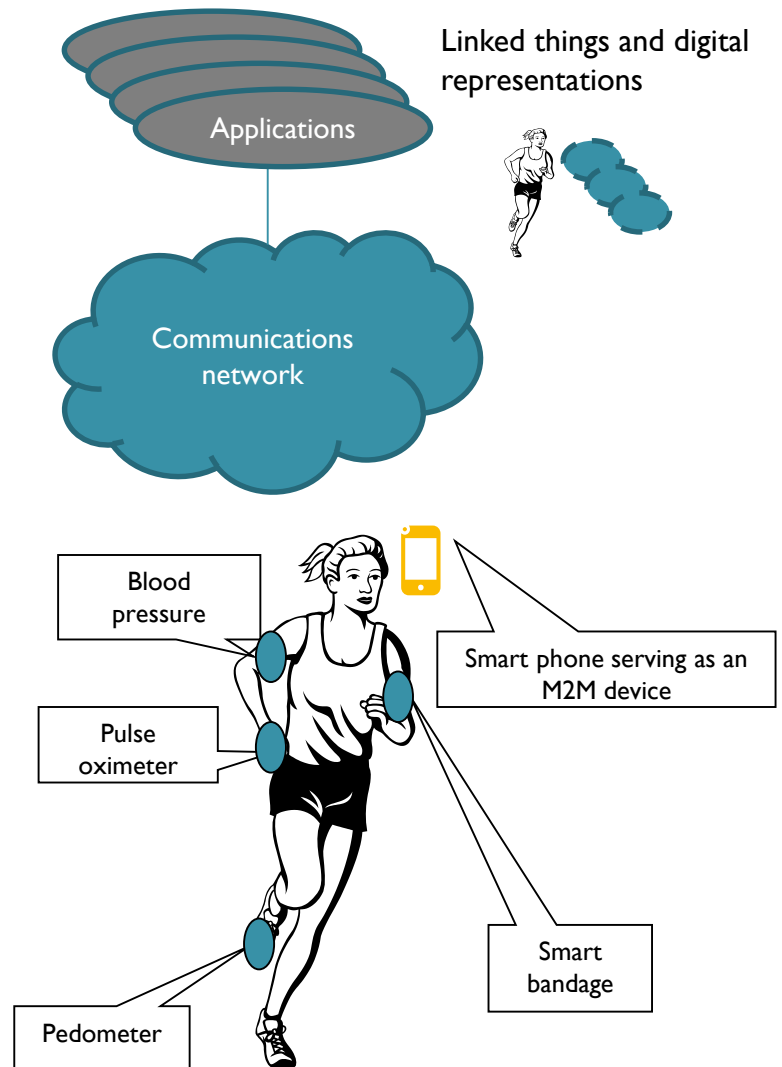 Linked things and digital
representations
Applications
Communications
network
Blood
pressure
Smart phone serving as an
M2M device
Pulse
oximeter
Smart
bandage
Pedometer